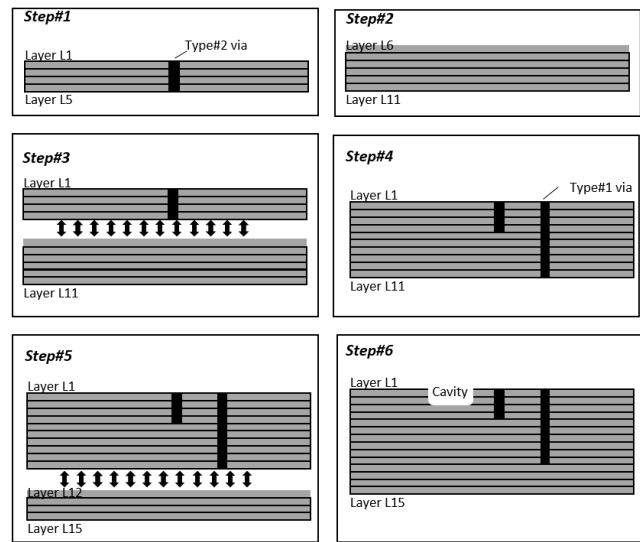 Step#1
Type#2 via
Layer L1
Layer L5
Step#2
Layer L6
Layer L11
Step#3
Layer L1
Layer L11
Step#4
Type#1 via
Layer L1
Layer L11
Step#5
Layer L1
Layer L12
Layer L15
Step#6
Layer L1
Cavity
Layer L15